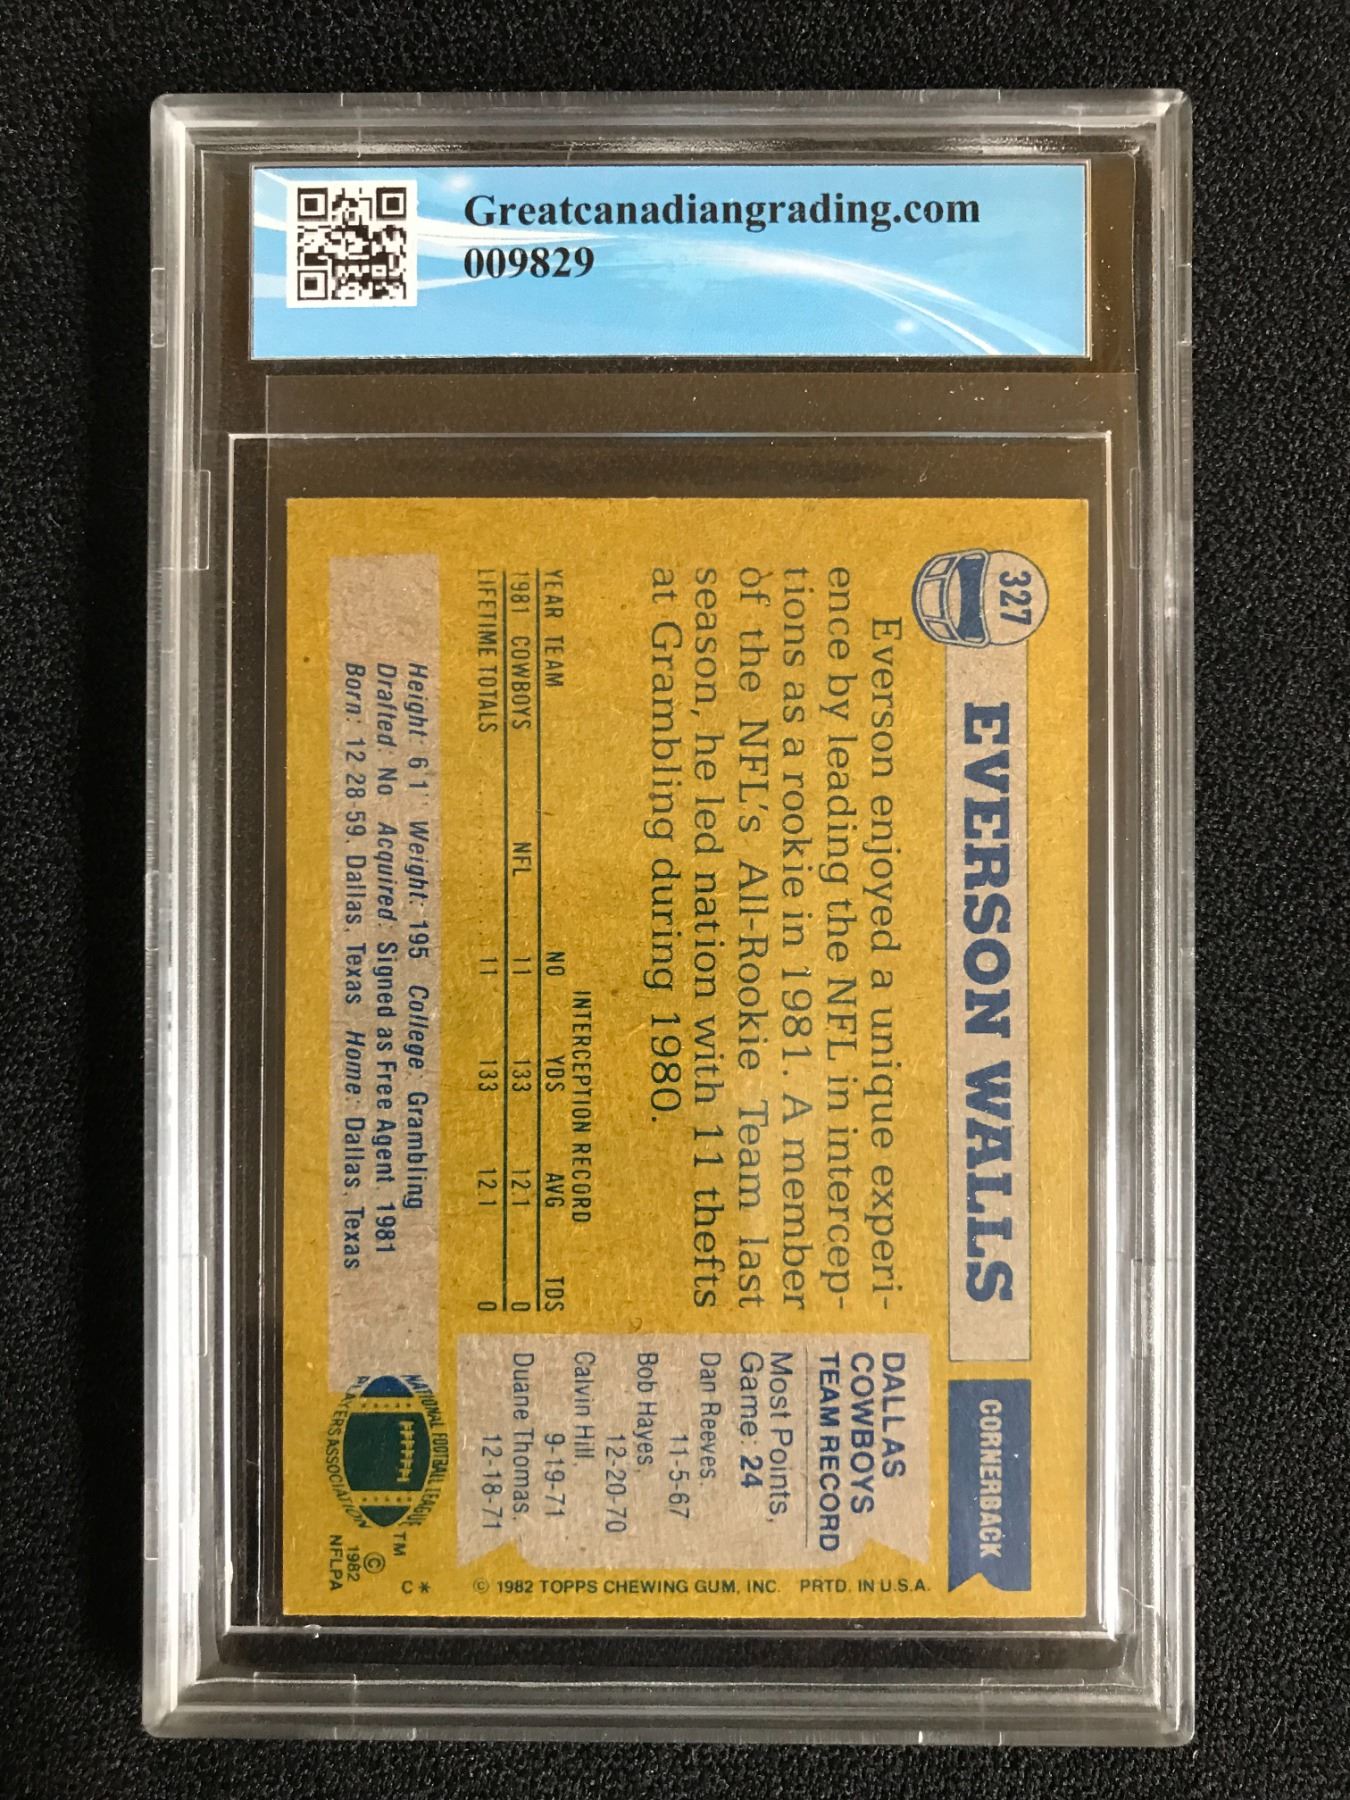 Greatcanadiangrading.com
009829
327
EVERSON WALLS
CORNERBACK
Everson enjoyed a unique experi-
ence by leading the NFL in intercep-
tions as a rookie in 1981. A member
of the NFL's All-Rookie Team last
season, he led nation with 11 thefts
at Grambling during 1980.
INTERCEPTION RECORD
YEAR TEAM NO YDS AVG TDS
1981 COWBOYS NFL 11 133 12.1 0
LIFETIME TOTALS 11 133 12.1 0
Height: 6'1" Weight: 195 College: Grambling
Drafted: No Acquired: Signed as Free Agent, 1981
Born: 12-28-59, Dallas, Texas Home: Dallas, Texas
DALLAS
COWBOYS
TEAM RECORD
Most Points,
Game: 24
Dan Reeves,
11-5-67
Bob Hayes,
12-20-70
Calvin Hill,
9-19-71
Duane Thomas,
12-18-71
NATIONAL FOOTBALL LEAGUE
PLAYERS ASSOCIATION
TM
©
1982
NFLPA
C*
© 1982 TOPPS CHEWING GUM, INC. PRTD. IN U.S.A.